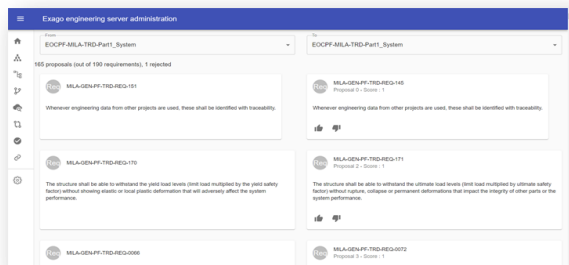 Exago engineering server administration
From
EOCPF-MILA-TRD-Part1_System
To
EOCPF-MILA-TRD-Part1_System
165 proposals (out of 190 requirements), 1 rejected
Req
MILA-GEN-PF-TRD-REQ-151
Whenever engineering data from other projects are used, these shall be identified with traceability.
Req
MILA-GEN-PF-TRD-REQ-145
Proposal 0 - Score : 1
Whenever engineering data from other projects are used, these shall be identified with traceability.
Req
MILA-GEN-PF-TRD-REQ-170
The structure shall be able to withstand the yield load levels (limit load multiplied by the yield safety
factor) without showing elastic or local plastic deformation that will adversely affect the system
performance.
Req
MILA-GEN-PF-TRD-REQ-171
Proposal 2 - Score : 1
The structure shall be able to withstand the ultimate load levels (limit load multiplied by ultimate safety
factor) without rupture, collapse or permanent deformations that impact the integrity of other parts or the
system performance.
Req
MILA-GEN-PF-TRD-REQ-0066
Req
MILA-GEN-PF-TRD-REQ-0072
Proposal 3 - Score : 1